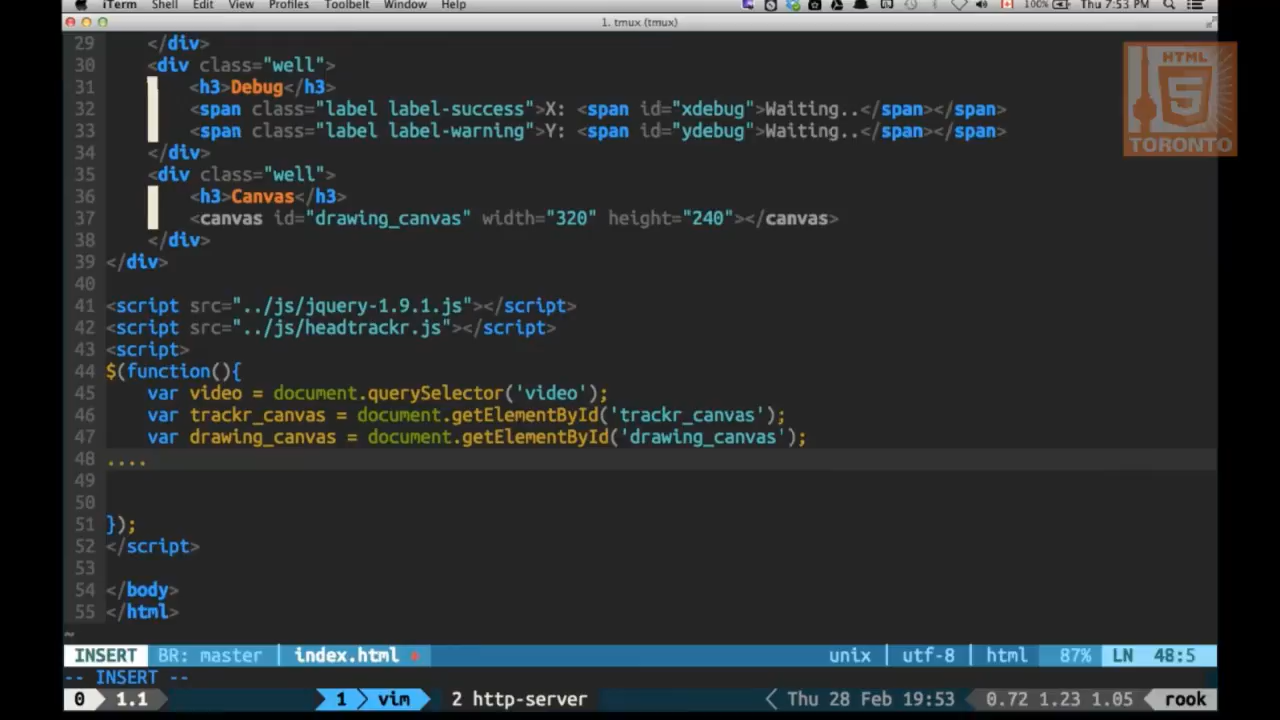 iTerm Shell Edit View Profiles Toolbelt Window Help 100% Thu 7:53 PM
1. tmux (tmux)
HTML
5
TORONTO
29 </div>
30 <div class="well">
31 <h3>Debug</h3>
32 <span class="label label-success">X: <span id="xdebug">Waiting..</span></span>
33 <span class="label label-warning">Y: <span id="ydebug">Waiting..</span></span>
34 </div>
35 <div class="well">
36 <h3>Canvas</h3>
37 <canvas id="drawing_canvas" width="320" height="240"></canvas>
38 </div>
39 </div>
40
41 <script src="../js/jquery-1.9.1.js"></script>
42 <script src="../js/headtrackr.js"></script>
43 <script>
44 $(function(){
45 var video = document.querySelector('video');
46 var trackr_canvas = document.getElementById('trackr_canvas');
47 var drawing_canvas = document.getElementById('drawing_canvas');
48 ....
49
50
51 });
52 </script>
53
54 </body>
55 </html>
~
INSERT BR: master index.html unix utf-8 html 87% LN 48:5
-- INSERT --
0 1.1 1 vim 2 http-server Thu 28 Feb 19:53 0.72 1.23 1.05 rook